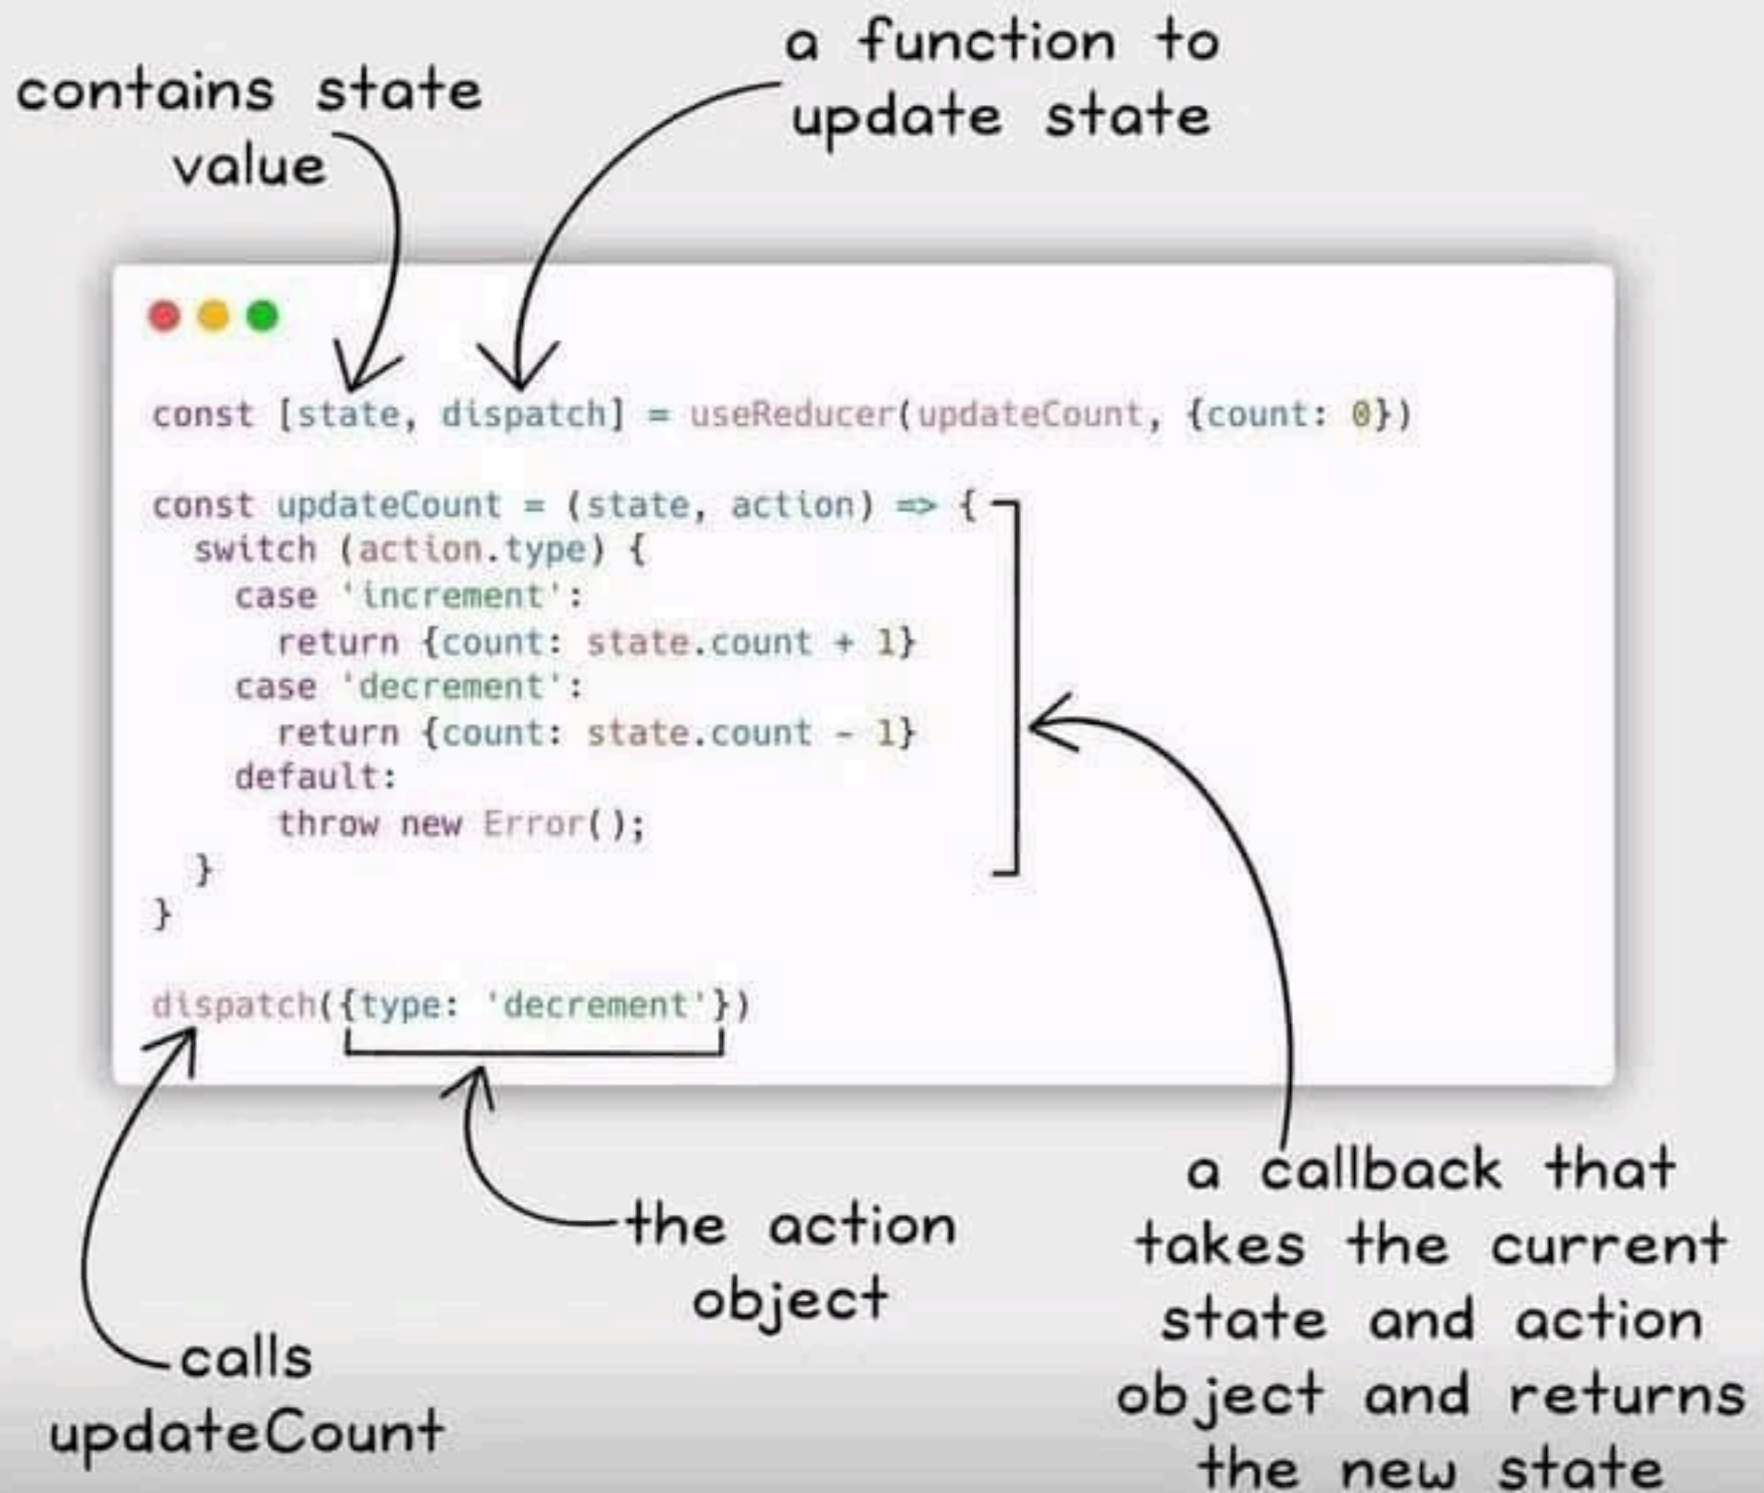 contains state
value
a function to
update state
const [state, dispatch] = useReducer(updateCount, {count: 0})
const updateCount = (state, action) => {
switch (action.type) {
case 'increment':
return {count: state.count + 1}
case 'decrement':
return {count: state.count - 1}
default:
throw new Error();
}
}
dispatch({type: 'decrement'})
the action
object
calls
updateCount
a callback that
takes the current
state and action
object and returns
the new state